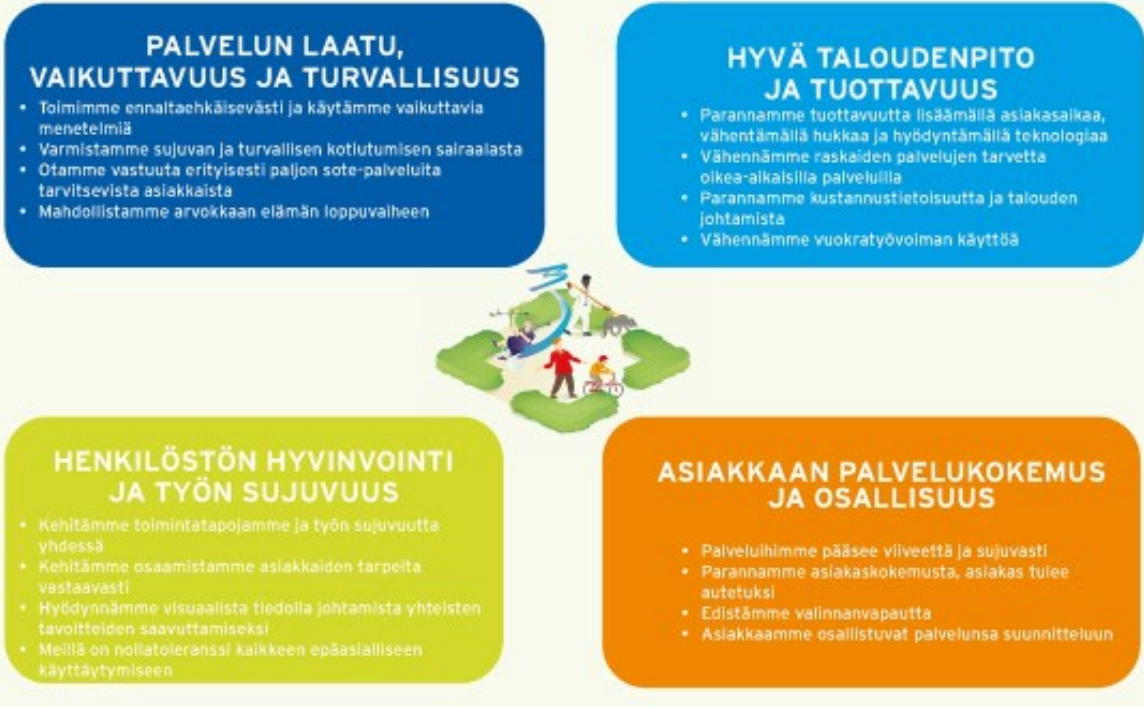 PALVELUN LAATU,
VAIKUTTAVUUS JA TURVALLISUUS
• Toimimme ennaltaehkäisevästi ja käytämme vaikuttavia
menetelmiä
• Varmistamme sujuvan ja turvallisen kotiutumisen sairaalasta
• Otamme vastuuta erityisesti paljon sote-palveluita
tarvitsevista asiakkaista
• Mahdollistamme arvokkaan elämän loppuvaiheen
HYVÄ TALOUDENPITO
JA TUOTTAVUUS
• Parannamme tuottavuutta lisäämällä asiakasaikaa,
vähentämällä hukkaa ja hyödyntämällä teknologiaa
• Vähennämme raskaiden palvelujen tarvetta
oikea-aikaisilla palveluilla
• Parannamme kustannustietoisuutta ja talouden
johtamista
• Vähennämme vuokratyövoiman käyttöä
HENKILÖSTÖN HYVINVOINTI
JA TYÖN SUJUVUUS
• Kehitämme toimintatapojamme ja työn sujuvuutta
yhdessä
• Kehitämme osaamistamme asiakkaiden tarpeita
vastaavasti
• Hyödynnämme visuaalista tiedolla johtamista yhteisten
tavoitteiden saavuttamiseksi
• Meillä on nollatoleranssi kaikkeen epäasialliseen
käyttäytymiseen
ASIAKKAAN PALVELUKOKEMUS
JA OSALLISUUS
• Palveluihimme pääsee viiveettä ja sujuvasti
• Parannamme asiakaskokemusta, asiakas tulee
autetuksi
• Edistämme valinnanvapautta
• Asiakkaamme osallistuvat palvelunsa suunnitteluun